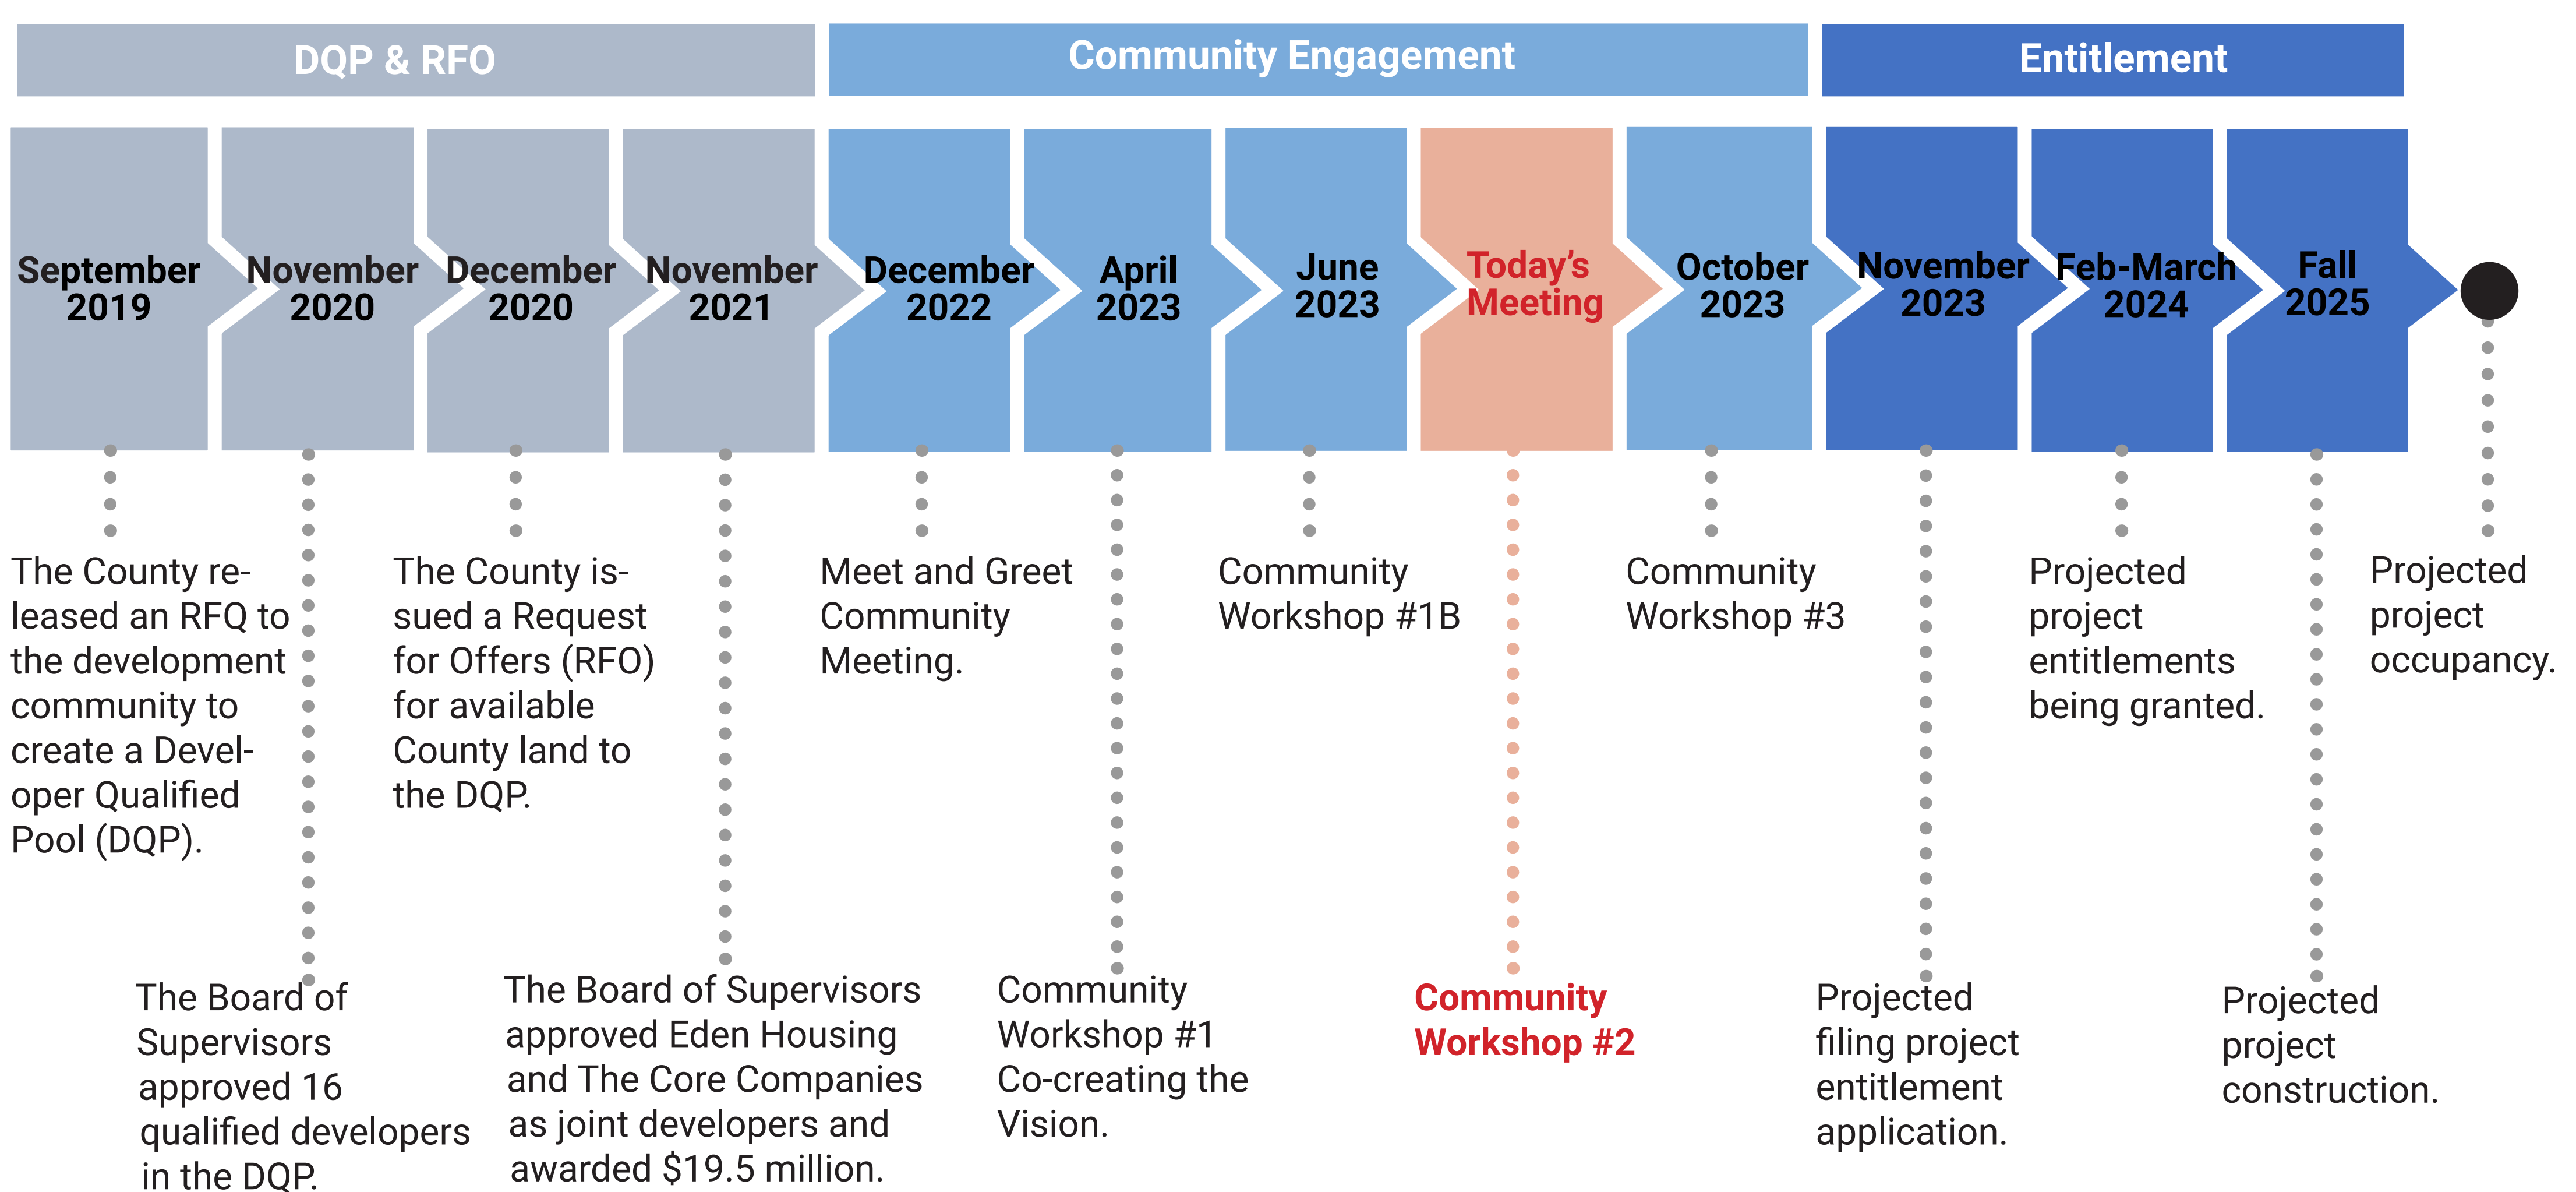 DQP & RFO
Community Engagement
Entitlement
September
2019
November
2020
December
2020
November
2021
December
2022
April
2023
June
2023
Today's
Meeting
October
2023
November
2023
Feb-March
2024
Fall
2025
The County re-
leased an RFQ to
the development
community to
create a Devel-
oper Qualified
Pool (DQP).
The Board of
Supervisors
approved 16
qualified developers
in the DQP.
The County is-
sued a Request
for Offers (RFO)
for available
County land to
the DQP.
The Board of Supervisors
approved Eden Housing
and The Core Companies
as joint developers and
awarded $19.5 million.
Meet and Greet
Community
Meeting.
Community
Workshop #1
Co-creating the
Vision.
Community
Workshop #1B
Community
Workshop #2
Community
Workshop #3
Projected
filing project
entitlement
application.
Projected
project
entitlements
being granted.
Projected
project
construction.
Projected
project
occupancy.